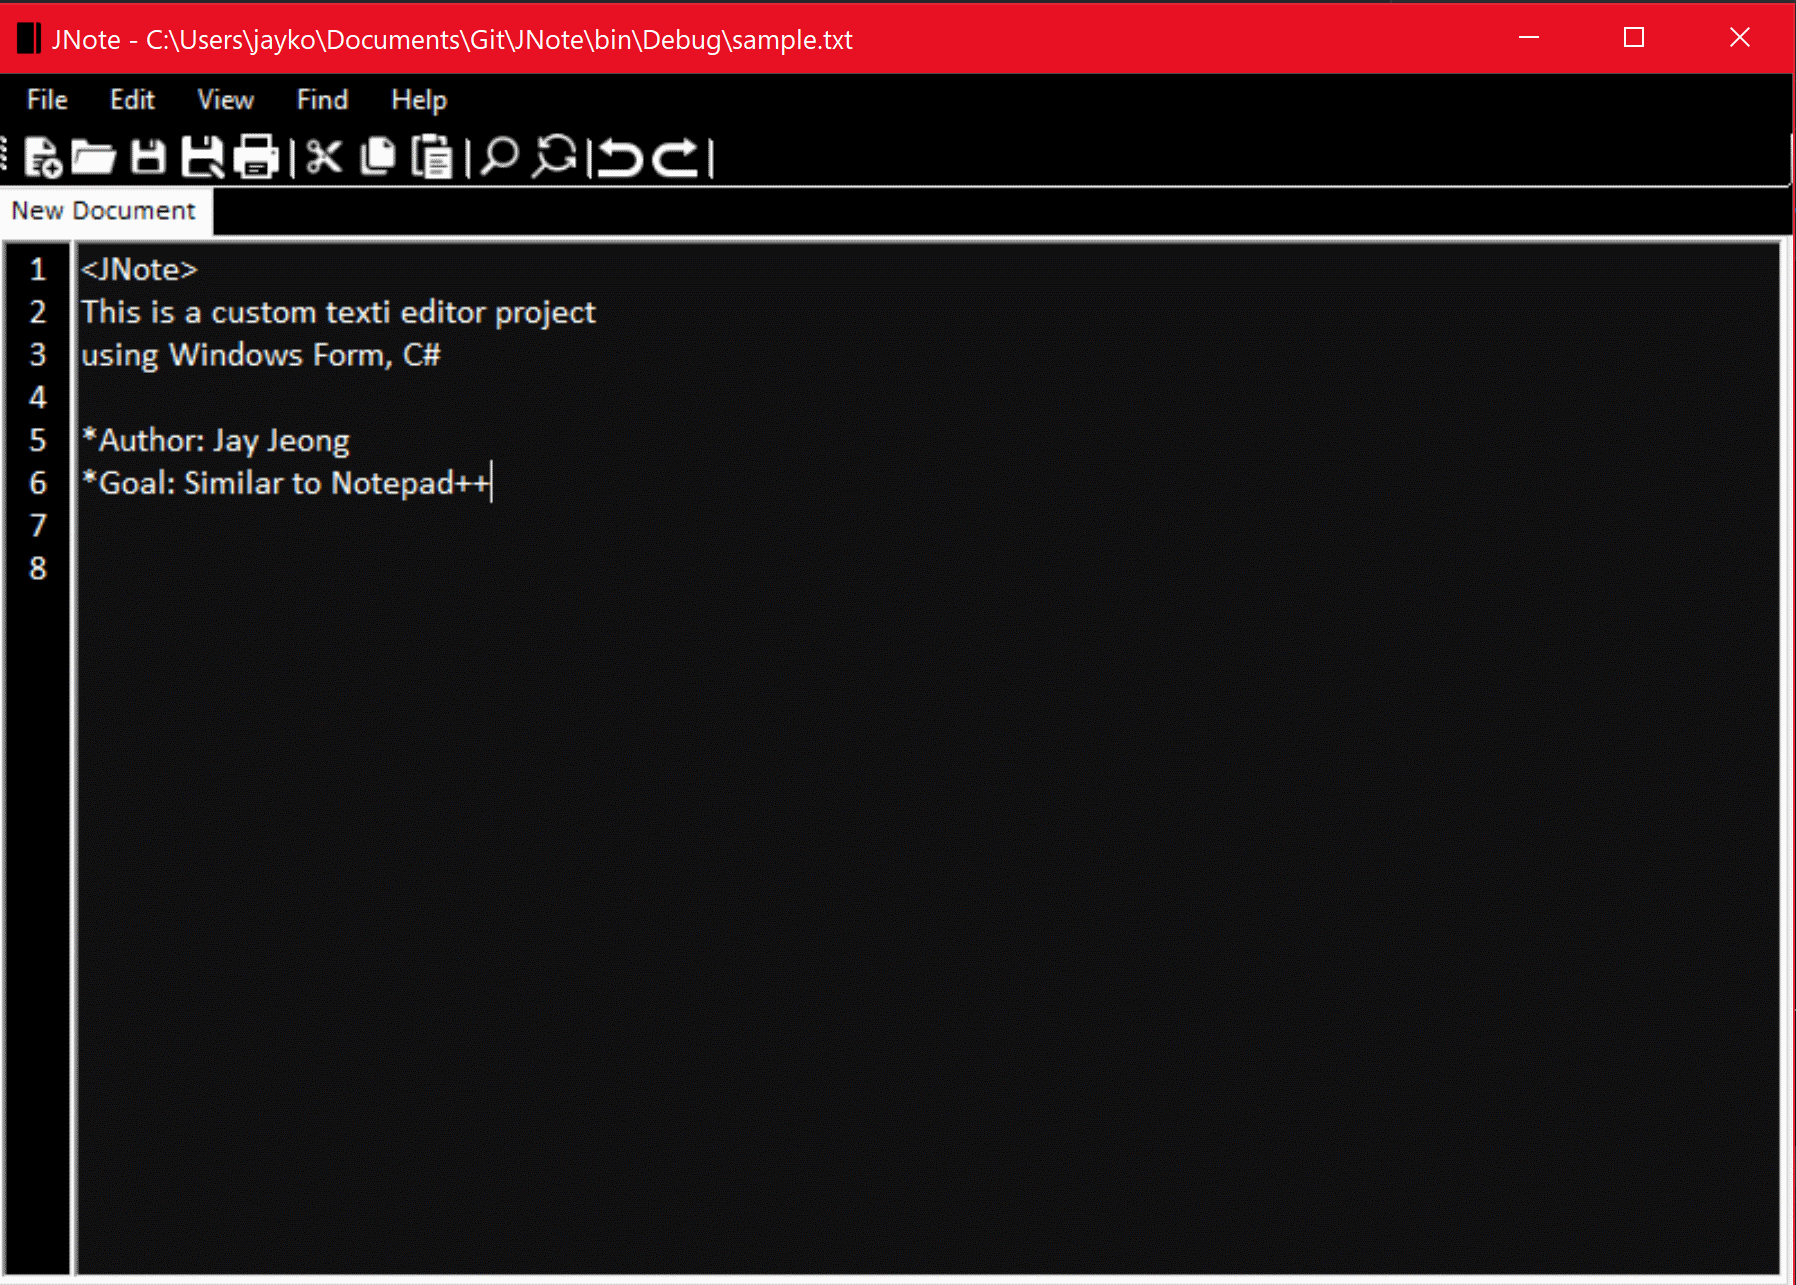 JNote - C:\Users\jayko\Documents\Git\JNote\bin\Debug\sample.txt
File Edit View Find Help
New Document
1 <JNote>
2 This is a custom texti editor project
3 using Windows Form, C#
4
5 *Author: Jay Jeong
6 *Goal: Similar to Notepad++
7
8